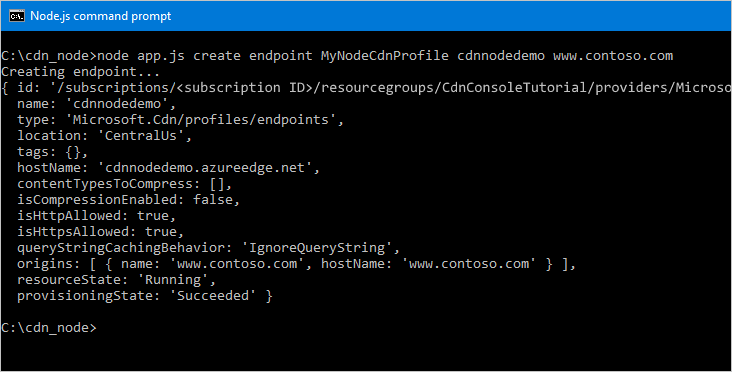 Node.js command prompt
C:\cdn_node>node app.js create endpoint MyNodeCdnProfile cdnnodedemo www.contoso.com
Creating endpoint...
{ id: '/subscriptions/<subscription ID>/resourcegroups/CdnConsoleTutorial/providers/Microso
name: 'cdnnodedemo',
type: 'Microsoft.Cdn/profiles/endpoints',
location: 'CentralUs',
tags: {},
hostName: 'cdnnodedemo.azureedge.net',
contentTypesToCompress: [],
isCompressionEnabled: false,
isHttpAllowed: true,
isHttpsAllowed: true,
queryStringCachingBehavior: 'IgnoreQueryString',
origins: [ { name: 'www.contoso.com', hostName: 'www.contoso.com' } ],
resourceState: 'Running',
provisioningState: 'Succeeded' }
C:\cdn_node>